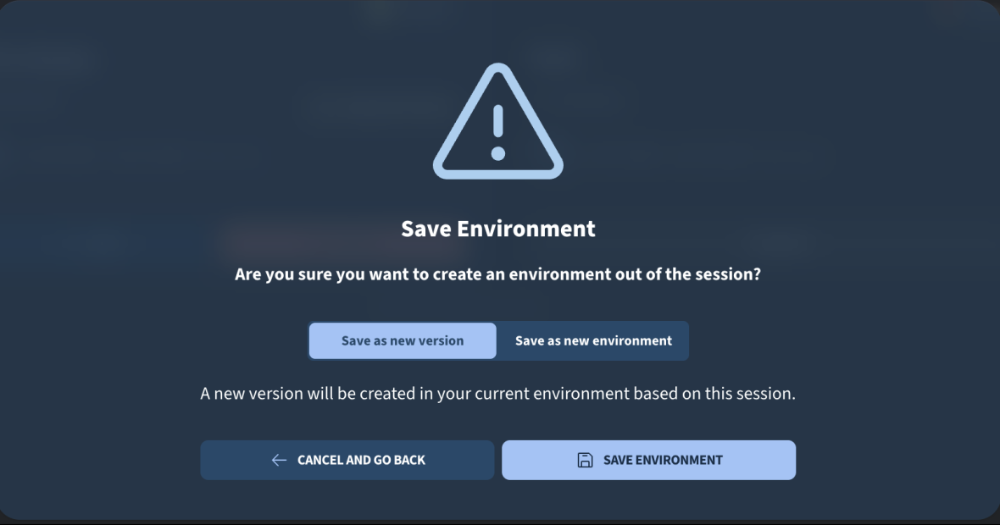 Save Environment
Are you sure you want to create an environment out of the session?
Save as new version
Save as new environment
A new version will be created in your current environment based on this session.
CANCEL AND GO BACK
SAVE ENVIRONMENT